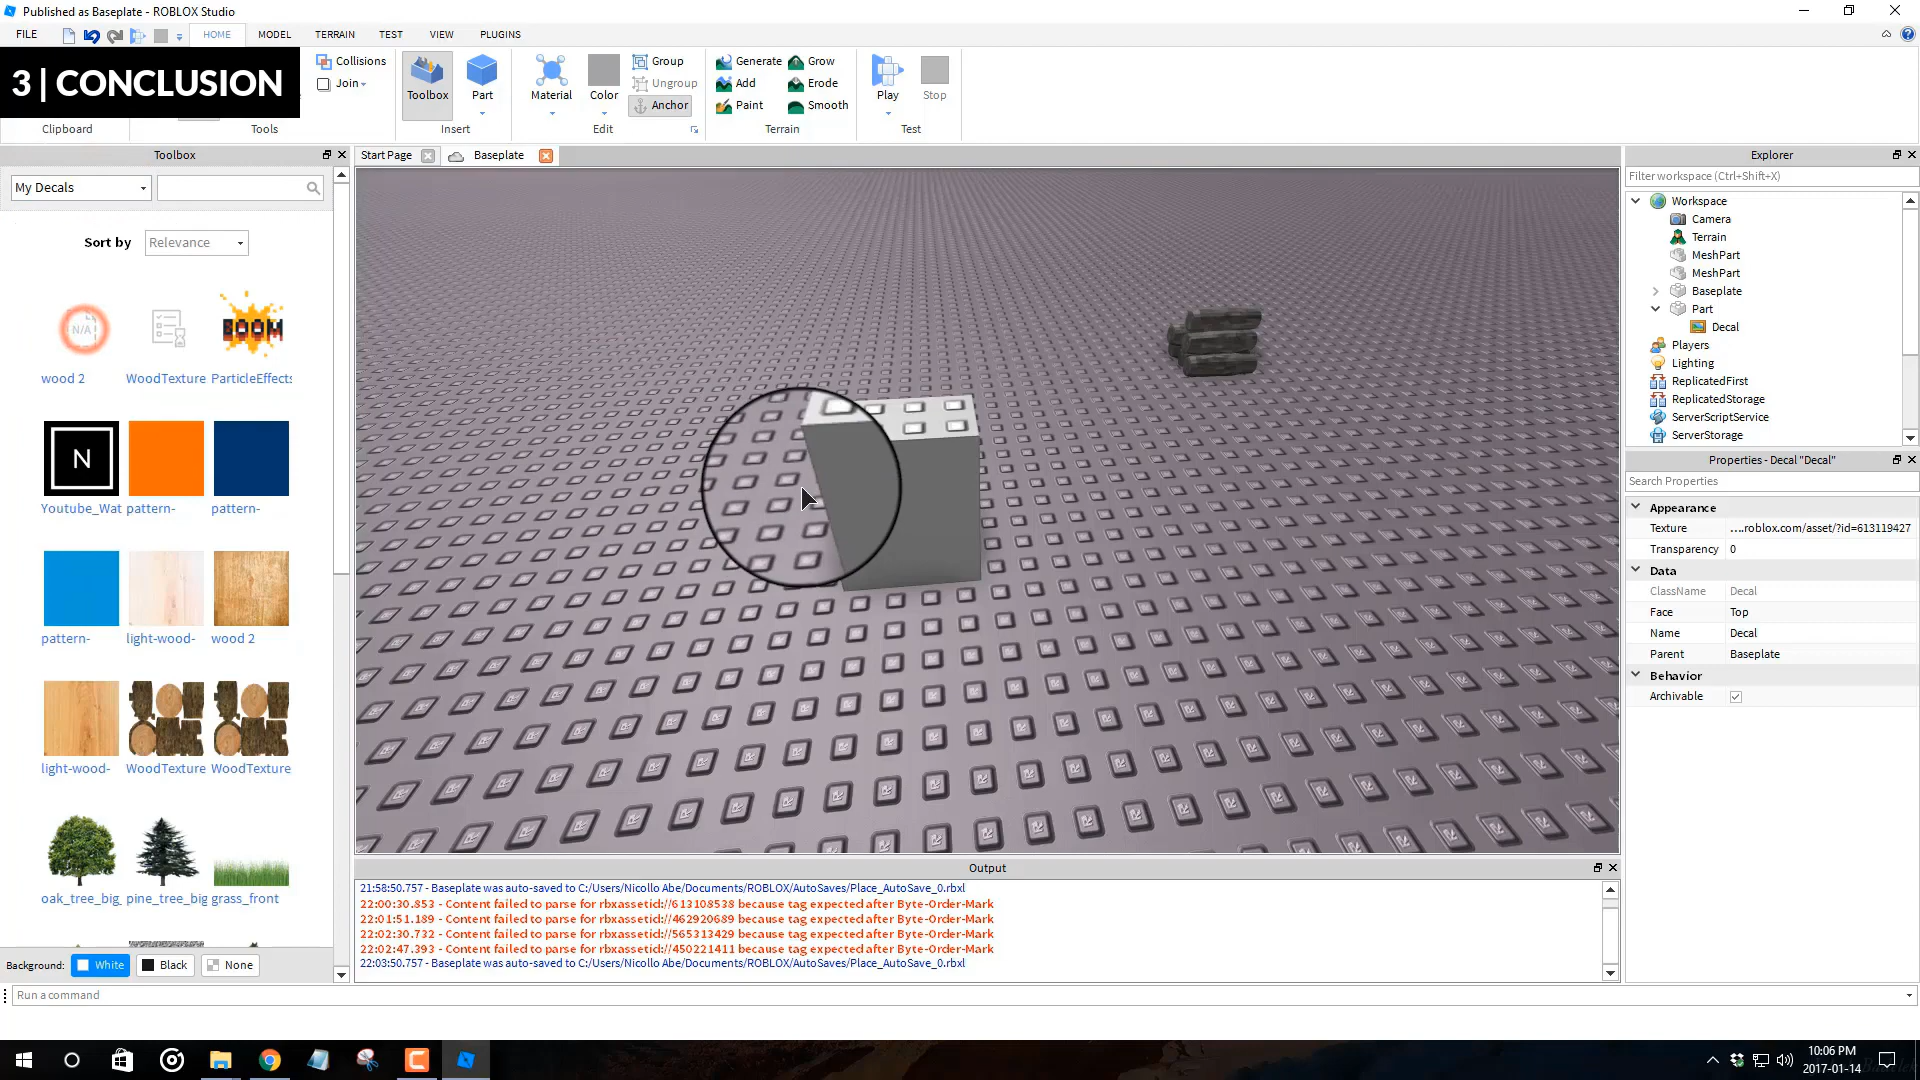 Published as Baseplate - ROBLOX Studio
FILE
HOME
MODEL
TERRAIN
TEST
VIEW
PLUGINS
3 | CONCLUSION
Collisions
Join
Toolbox
Part
Material
Color
Group
Ungroup
Anchor
Generate
Grow
Add
Erode
Paint
Smooth
Play
Stop
Clipboard
Tools
Insert
Edit
Terrain
Test
Toolbox
Start Page
Baseplate
My Decals
Sort by
Relevance
N/A
BOOM
wood 2
WoodTexture
ParticleEffects
N
Youtube_Wat
pattern-
pattern-
pattern-
light-wood-
wood 2
light-wood-
WoodTexture
WoodTexture
oak_tree_big_
pine_tree_big
grass_front
Background:
White
Black
None
Output
21:58:50.757 - Baseplate was auto-saved to C:/Users/Nicollo Abe/Documents/ROBLOX/AutoSaves/Place_AutoSave_0.rbxl
22:00:30.853 - Content failed to parse for rbxassetid://613108538 because tag expected after Byte-Order-Mark
22:01:51.189 - Content failed to parse for rbxassetid://462920689 because tag expected after Byte-Order-Mark
22:02:30.732 - Content failed to parse for rbxassetid://565313429 because tag expected after Byte-Order-Mark
22:02:47.393 - Content failed to parse for rbxassetid://450221411 because tag expected after Byte-Order-Mark
22:03:50.757 - Baseplate was auto-saved to C:/Users/Nicollo Abe/Documents/ROBLOX/AutoSaves/Place_AutoSave_0.rbxl
Run a command
Explorer
Filter workspace (Ctrl+Shift+X)
Workspace
Camera
Terrain
MeshPart
MeshPart
Baseplate
Part
Decal
Players
Lighting
ReplicatedFirst
ReplicatedStorage
ServerScriptService
ServerStorage
Properties - Decal "Decal"
Search Properties
Appearance
Texture ....roblox.com/asset/?id=613119427
Transparency 0
Data
ClassName Decal
Face Top
Name Decal
Parent Baseplate
Behavior
Archivable
10:06 PM
2017-01-14